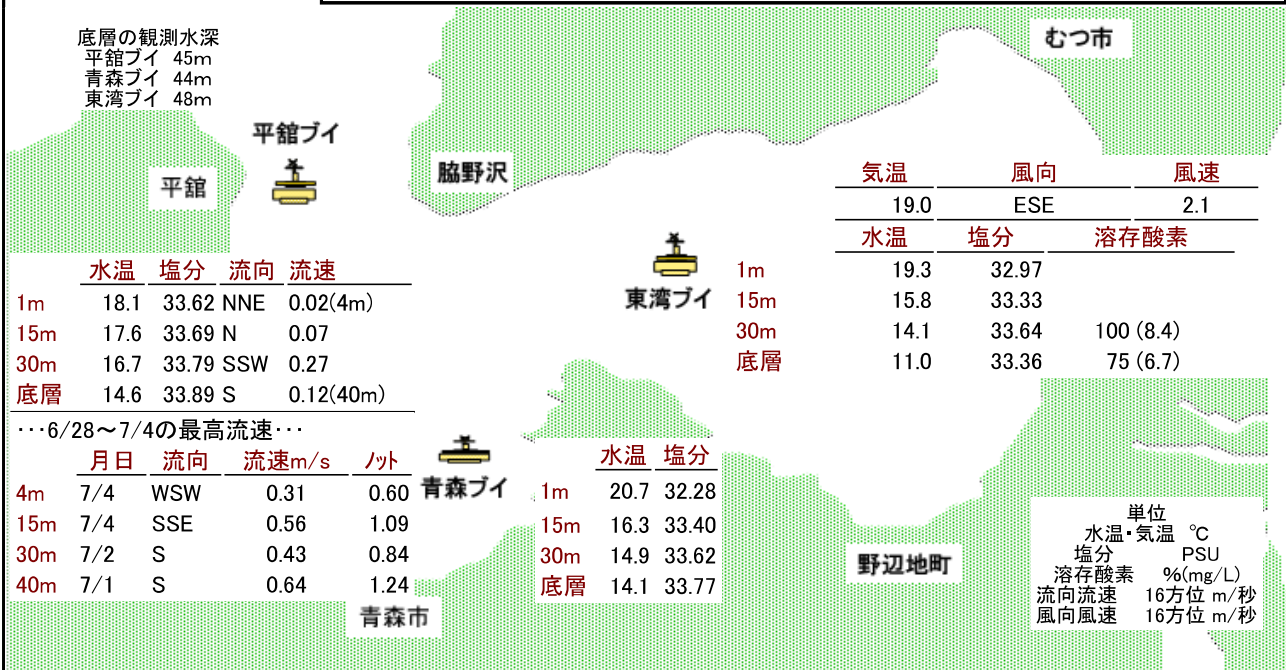 底層の観測水深
平舘ブイ 45m
青森ブイ 44m
東湾ブイ 48m
むつ市
平舘ブイ
脇野沢
平舘
気温 風向 風速
19.0 ESE 2.1
水温 塩分 溶存酸素
1m 19.3 32.97
15m 15.8 33.33
30m 14.1 33.64 100 (8.4)
底層 11.0 33.36 75 (6.7)
東湾ブイ
水温 塩分 流向 流速
1m 18.1 33.62 NNE 0.02(4m)
15m 17.6 33.69 N 0.07
30m 16.7 33.79 SSW 0.27
底層 14.6 33.89 S 0.12(40m)
…6/28～7/4の最高流速…
月日 流向 流速m/s ノット
4m 7/4 WSW 0.31 0.60
15m 7/4 SSE 0.56 1.09
30m 7/2 S 0.43 0.84
40m 7/1 S 0.64 1.24
青森ブイ
水温 塩分
1m 20.7 32.28
15m 16.3 33.40
30m 14.9 33.62
底層 14.1 33.77
青森市
野辺地町
単位
水温・気温 ℃
塩分 PSU
溶存酸素 %(mg/L)
流向流速 16方位 m/秒
風向風速 16方位 m/秒